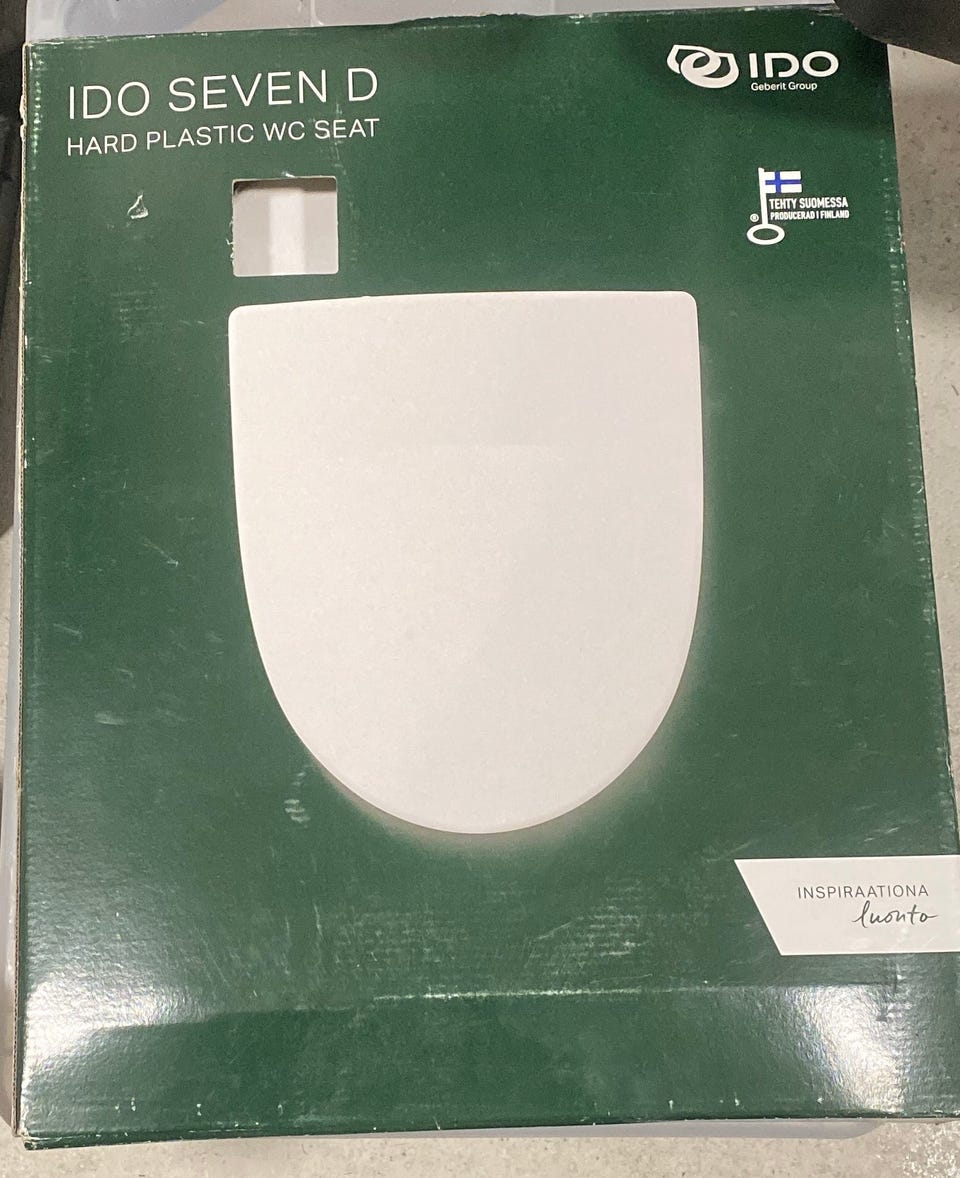 IDO SEVEN D
HARD PLASTIC WC SEAT
IDO
Geberit Group
® TEHTY SUOMESSA
PRODUCERAD I FINLAND
INSPIRAATIONA
luonto